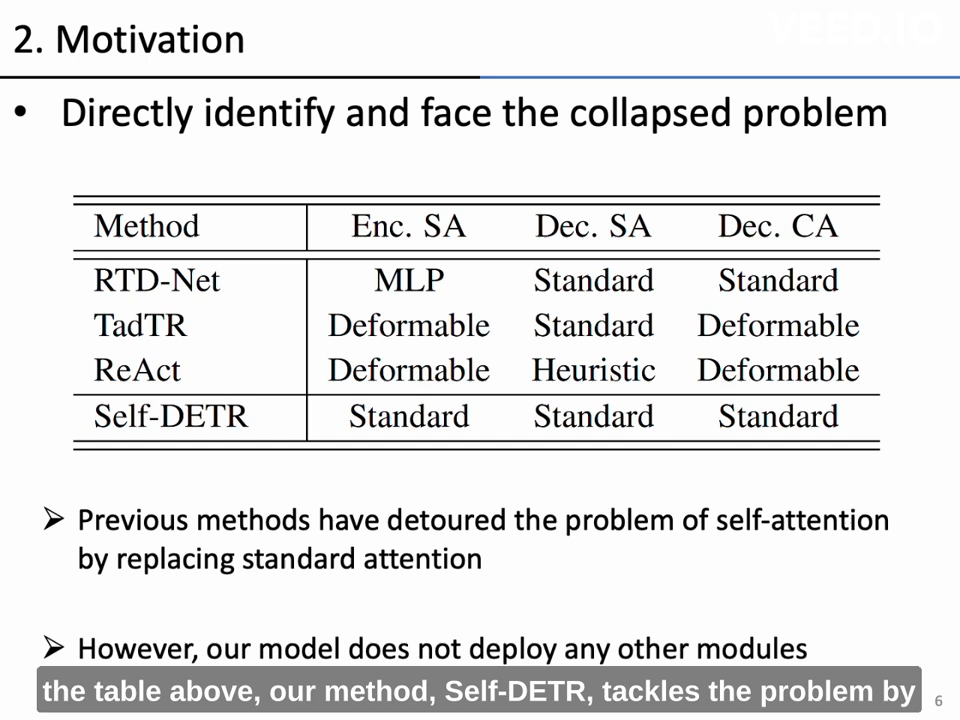 2. Motivation
VEED.IO
• Directly identify and face the collapsed problem
Method Enc. SA Dec. SA Dec. CA
RTD-Net MLP Standard Standard
TadTR Deformable Standard Deformable
ReAct Deformable Heuristic Deformable
Self-DETR Standard Standard Standard
➢ Previous methods have detoured the problem of self-attention
by replacing standard attention
➢ However, our model does not deploy any other modules
the table above, our method, Self-DETR, tackles the problem by
6